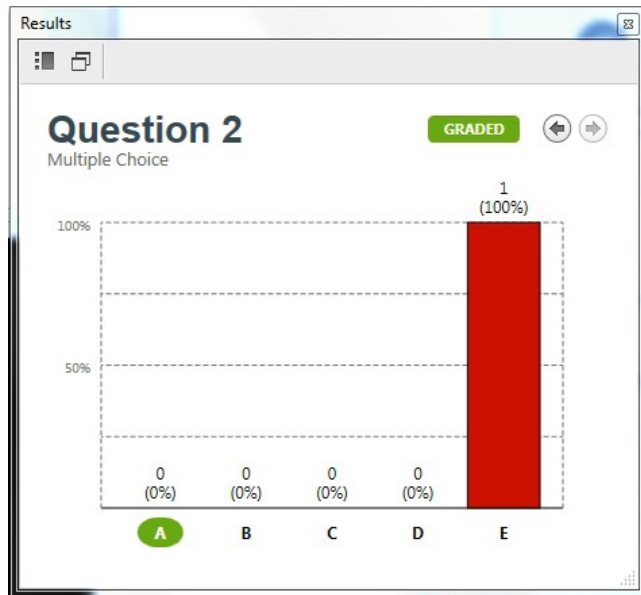 Results
Question 2
GRADED
Multiple Choice
1
(100%)
100%
50%
0 0 0 0
(0%) (0%) (0%) (0%)
A B C D E